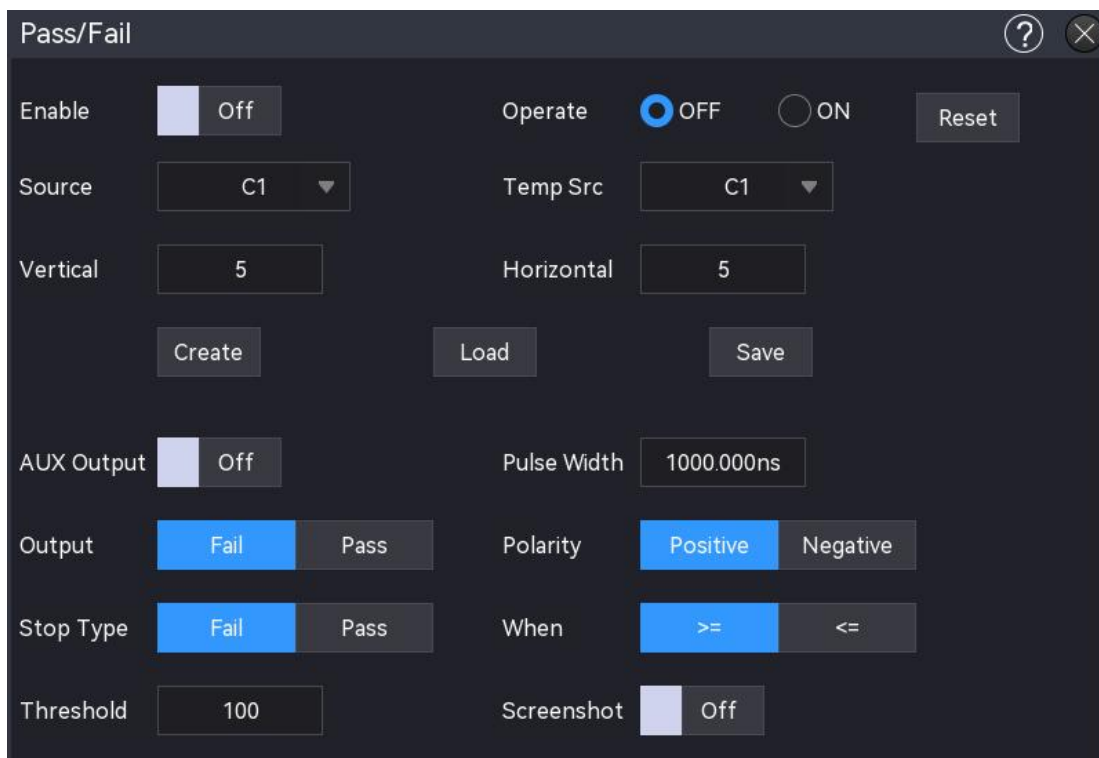 Pass/Fail ?
Enable Off Operate OFF ON Reset
Source C1 Temp Src C1
Vertical 5 Horizontal 5
Create Load Save
AUX Output Off Pulse Width 1000.000ns
Output Fail Pass Polarity Positive Negative
Stop Type Fail Pass When >= <=
Threshold 100 Screenshot Off